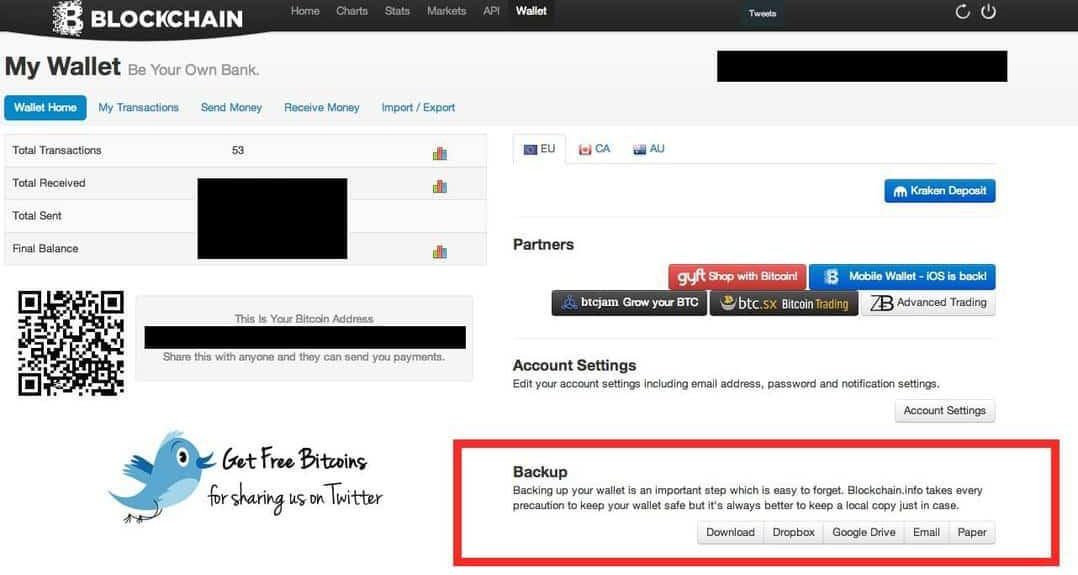 BLOCKCHAIN
Home Charts Stats Markets API Wallet Tweets
My Wallet Be Your Own Bank.
Wallet Home My Transactions Send Money Receive Money Import / Export
Total Transactions 53
Total Received
Total Sent
Final Balance
This Is Your Bitcoin Address
Share this with anyone and they can send you payments.
Get Free Bitcoins
for sharing us on Twitter
EU CA AU
Kraken Deposit
Partners
gyft Shop with Bitcoin! Mobile Wallet - iOS is back!
btcjam Grow your BTC btc.sx Bitcoin Trading Advanced Trading
Account Settings
Edit your account settings including email address, password and notification settings.
Account Settings
Backup
Backing up your wallet is an important step which is easy to forget. Blockchain.info takes every
precaution to keep your wallet safe but it's always better to keep a local copy just in case.
Download Dropbox Google Drive Email Paper